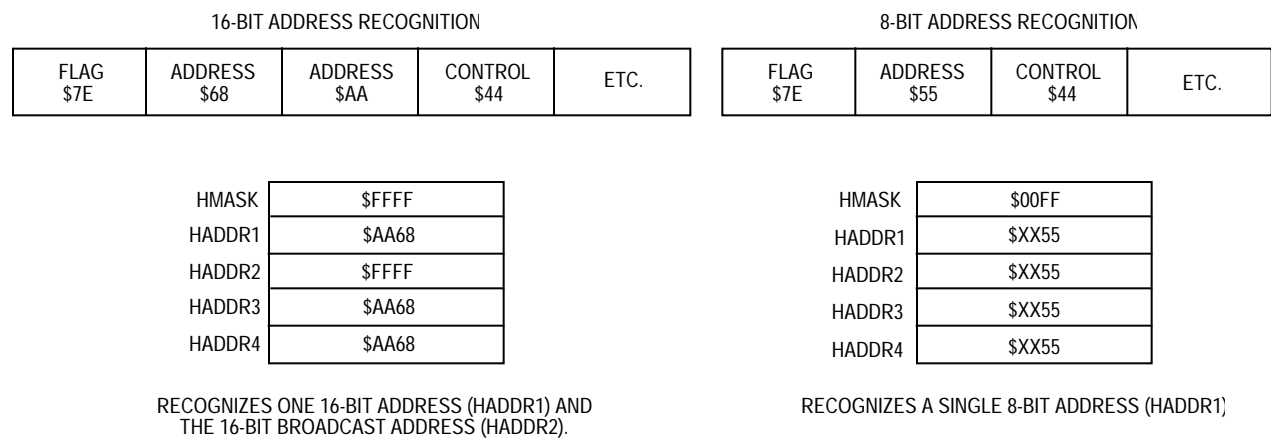 16-BIT ADDRESS RECOGNITION
FLAG
$7E
ADDRESS
$68
ADDRESS
$AA
CONTROL
$44
ETC.
HMASK $FFFF
HADDR1 $AA68
HADDR2 $FFFF
HADDR3 $AA68
HADDR4 $AA68
RECOGNIZES ONE 16-BIT ADDRESS (HADDR1) AND
THE 16-BIT BROADCAST ADDRESS (HADDR2).
8-BIT ADDRESS RECOGNITION
FLAG
$7E
ADDRESS
$55
CONTROL
$44
ETC.
HMASK $00FF
HADDR1 $XX55
HADDR2 $XX55
HADDR3 $XX55
HADDR4 $XX55
RECOGNIZES A SINGLE 8-BIT ADDRESS (HADDR1)